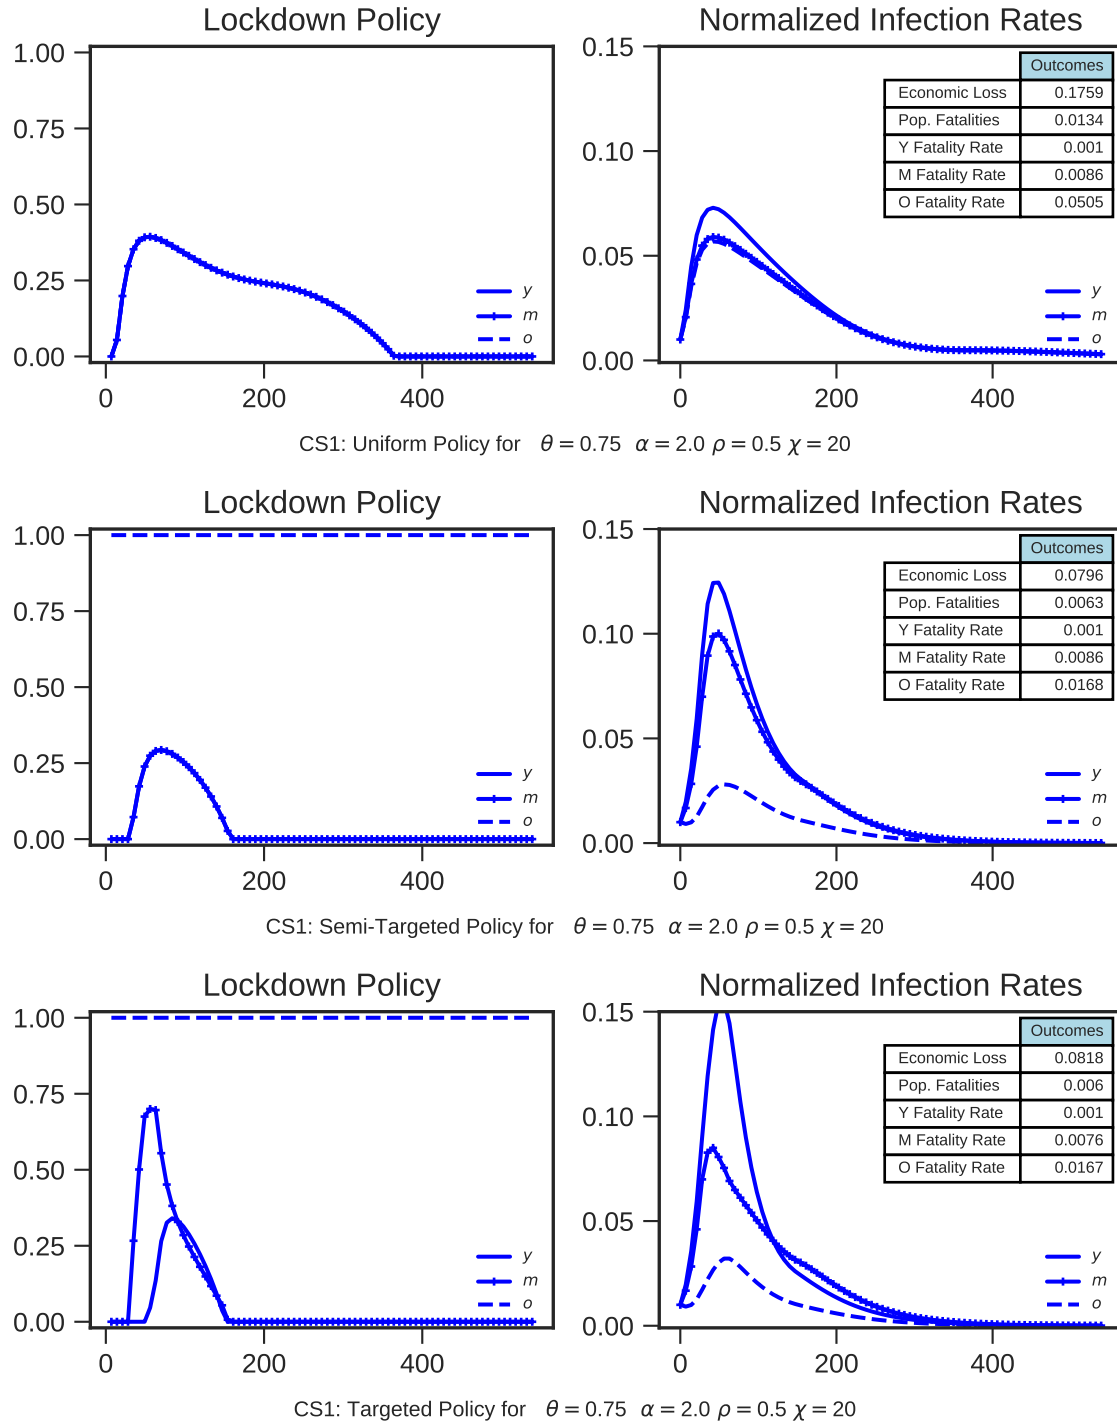 Lockdown Policy
Normalized Infection Rates
1.00
0.75
0.50
0.25
0.00
0
200
400
y
m
o
0.15
0.10
0.05
0.00
0
200
400
Outcomes
Economic Loss 0.1759
Pop. Fatalities 0.0134
Y Fatality Rate 0.001
M Fatality Rate 0.0086
O Fatality Rate 0.0505
y
m
o
CS1: Uniform Policy for θ = 0.75 α = 2.0 ρ = 0.5 χ = 20
Lockdown Policy
Normalized Infection Rates
1.00
0.75
0.50
0.25
0.00
0
200
400
y
m
o
0.15
0.10
0.05
0.00
0
200
400
Outcomes
Economic Loss 0.0796
Pop. Fatalities 0.0063
Y Fatality Rate 0.001
M Fatality Rate 0.0086
O Fatality Rate 0.0168
y
m
o
CS1: Semi-Targeted Policy for θ = 0.75 α = 2.0 ρ = 0.5 χ = 20
Lockdown Policy
Normalized Infection Rates
1.00
0.75
0.50
0.25
0.00
0
200
400
y
m
o
0.15
0.10
0.05
0.00
0
200
400
Outcomes
Economic Loss 0.0818
Pop. Fatalities 0.006
Y Fatality Rate 0.001
M Fatality Rate 0.0076
O Fatality Rate 0.0167
y
m
o
CS1: Targeted Policy for θ = 0.75 α = 2.0 ρ = 0.5 χ = 20